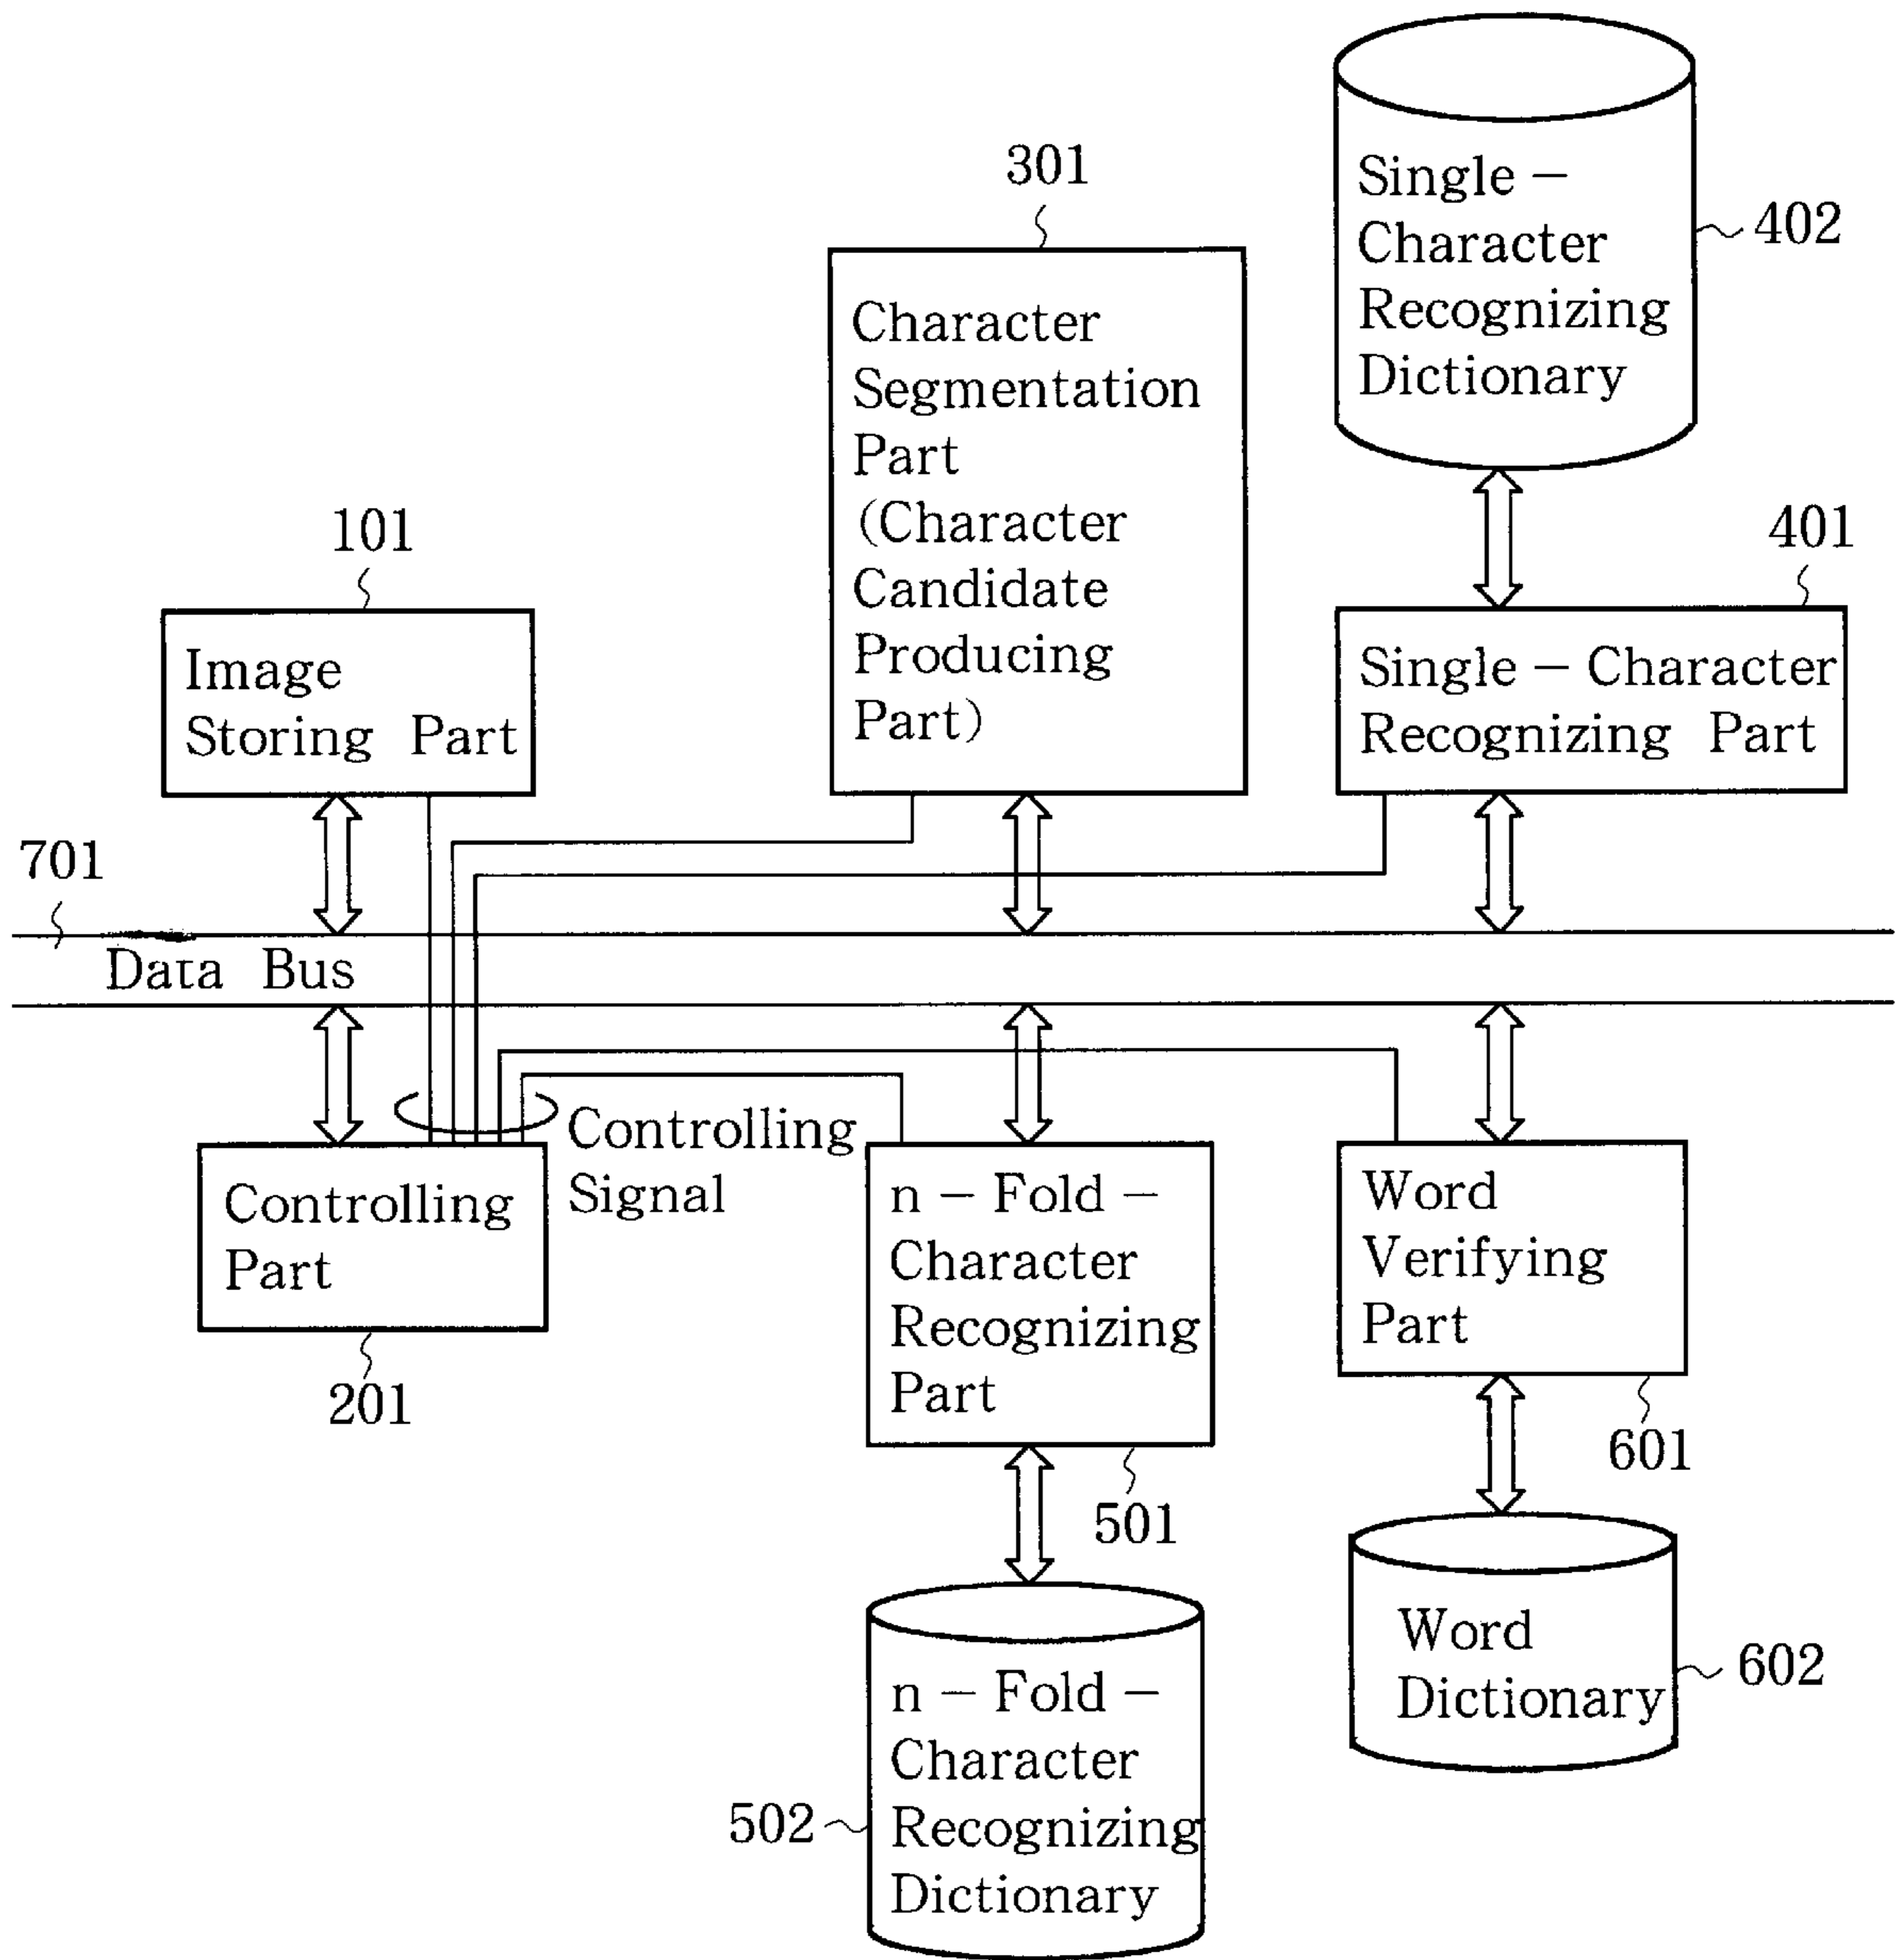 301
Single -
Character
Recognizing
Dictionary
402
Character
Segmentation
Part
(Character
Candidate
Producing
Part)
101
Image
Storing Part
401
Single - Character
Recognizing Part
701
Data Bus
Controlling
Signal
Controlling
Part
201
n - Fold -
Character
Recognizing
Part
501
Word
Verifying
Part
601
n - Fold -
Character
Recognizing
Dictionary
502
Word
Dictionary
602